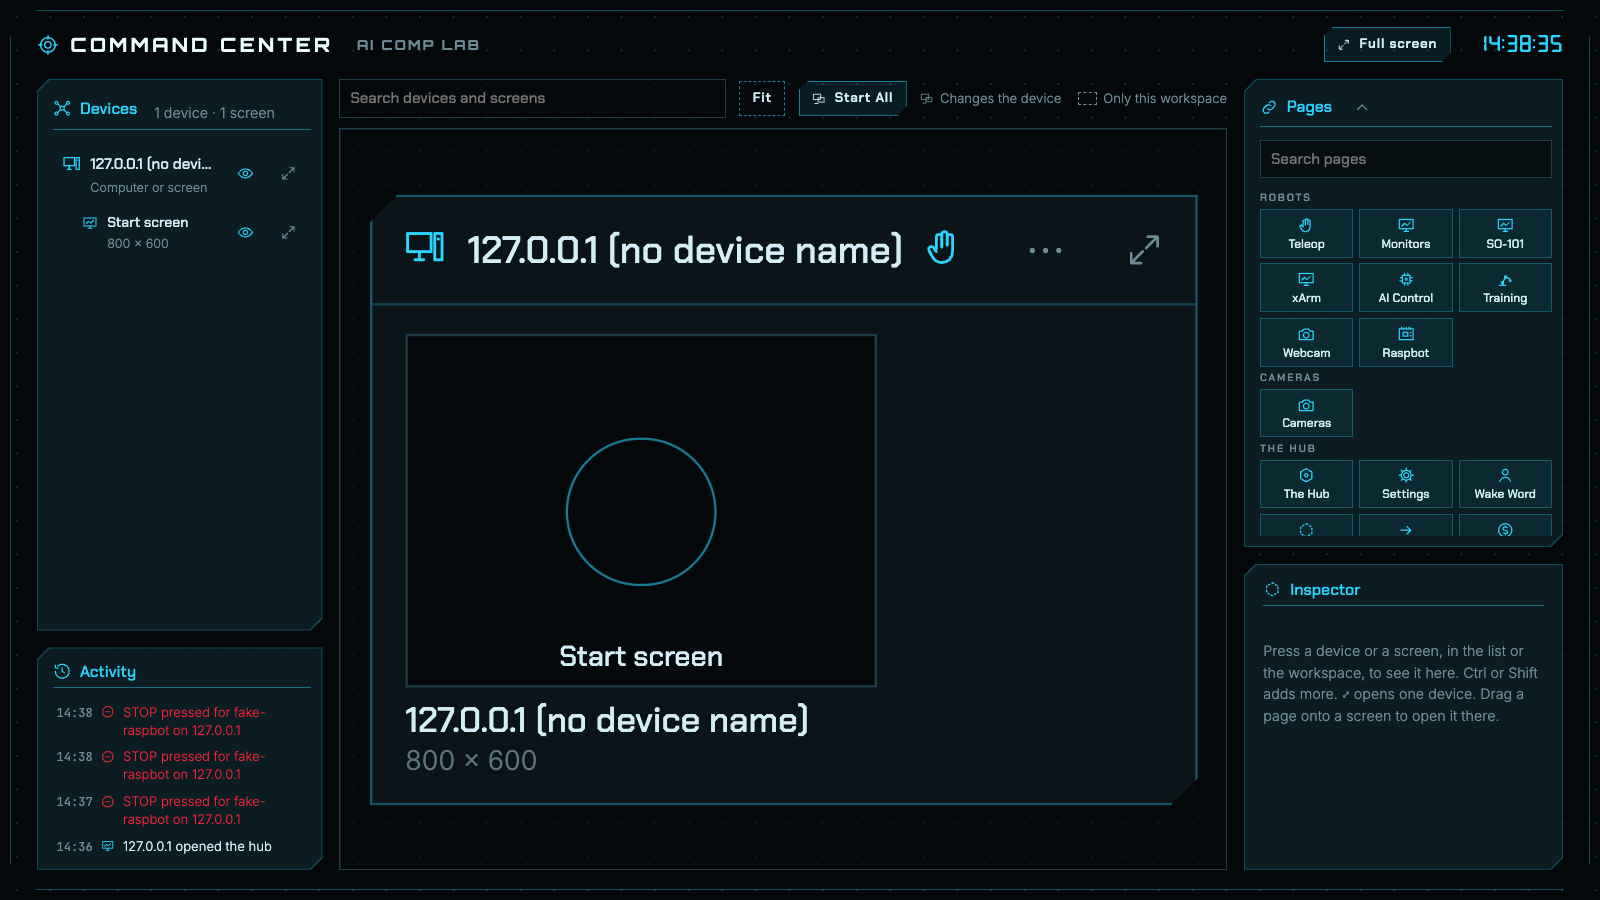 COMMAND CENTER
AI COMP LAB
Full screen
14:38:35
Devices
1 device · 1 screen
127.0.0.1 (no devi...
Computer or screen
Start screen
800 × 600
Activity
14:38 STOP pressed for fake-
raspbot on 127.0.0.1
14:38 STOP pressed for fake-
raspbot on 127.0.0.1
14:37 STOP pressed for fake-
raspbot on 127.0.0.1
14:36 127.0.0.1 opened the hub
Search devices and screens
Fit
Start All
Changes the device
Only this workspace
127.0.0.1 (no device name)
Start screen
127.0.0.1 (no device name)
800 × 600
Pages
Search pages
ROBOTS
Teleop
Monitors
SO-101
xArm
AI Control
Training
Webcam
Raspbot
CAMERAS
Cameras
THE HUB
The Hub
Settings
Wake Word
Inspector
Press a device or a screen, in the list or
the workspace, to see it here. Ctrl or Shift
adds more. ⤢ opens one device. Drag a
page onto a screen to open it there.